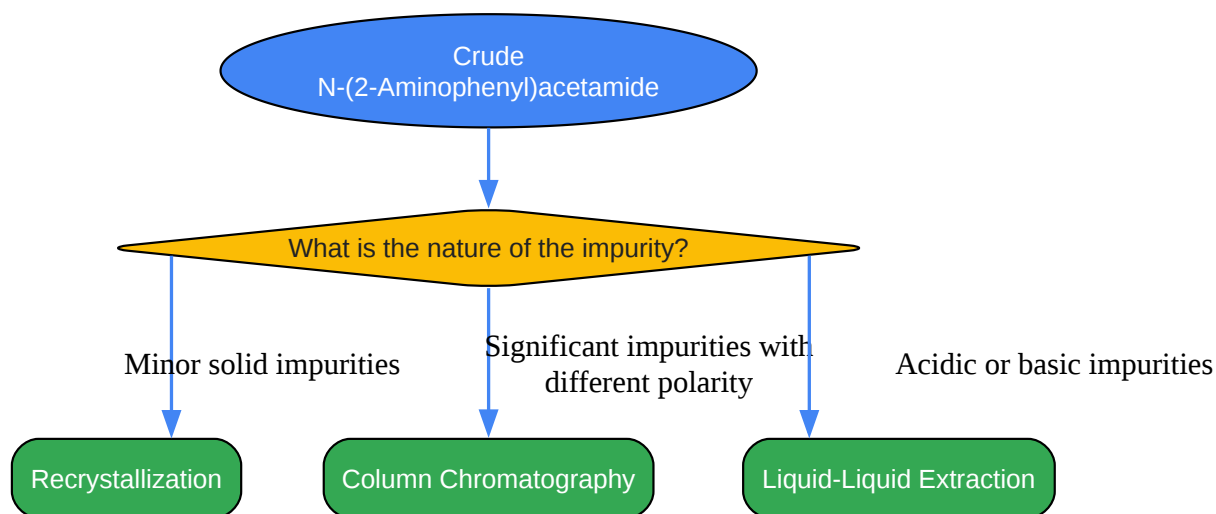 Crude
N-(2-Aminophenyl)acetamide
What is the nature of the impurity?
Minor solid impurities
Significant impurities with
different polarity
Acidic or basic impurities
Recrystallization
Column Chromatography
Liquid-Liquid Extraction